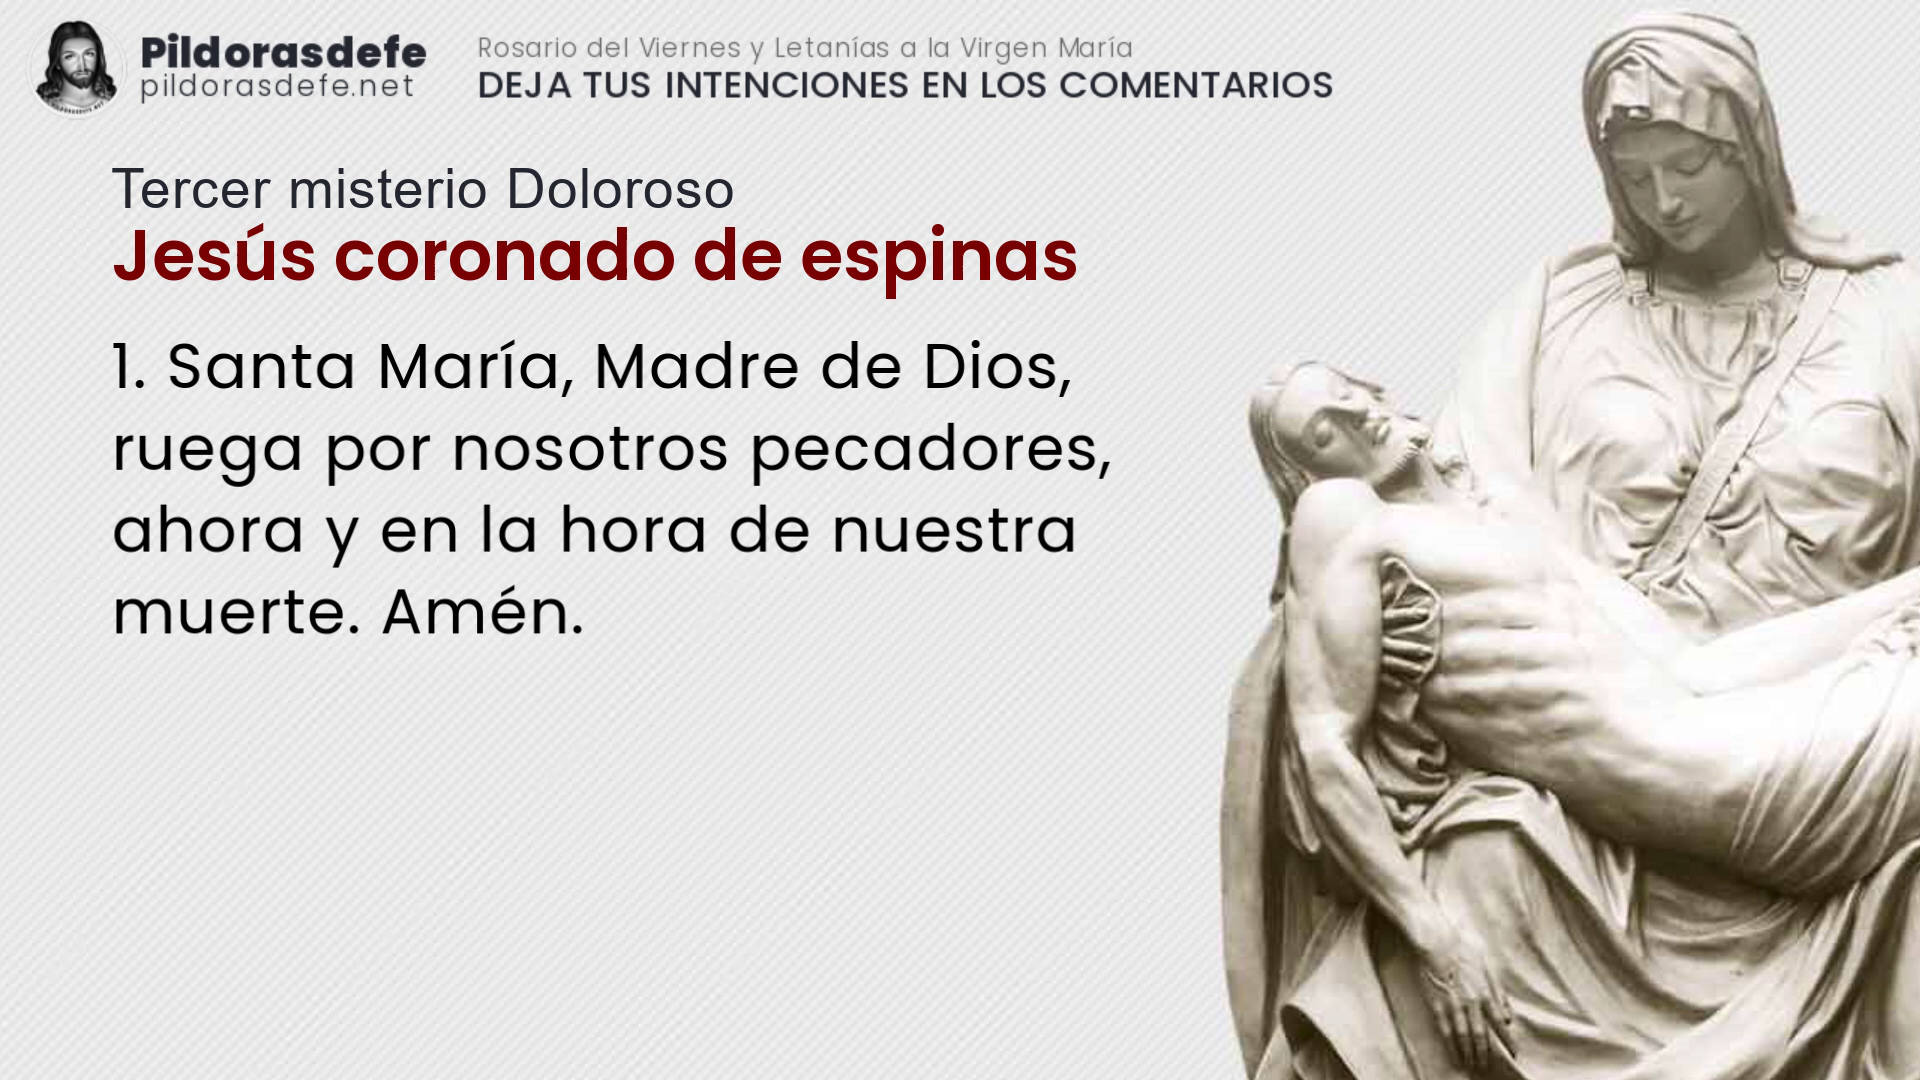 Pildorasdefe
pildorasdefe.net
Rosario del Viernes y Letanías a la Virgen María
DEJA TUS INTENCIONES EN LOS COMENTARIOS
Tercer misterio Doloroso
Jesús coronado de espinas
1. Santa María, Madre de Dios,
ruega por nosotros pecadores,
ahora y en la hora de nuestra
muerte. Amén.